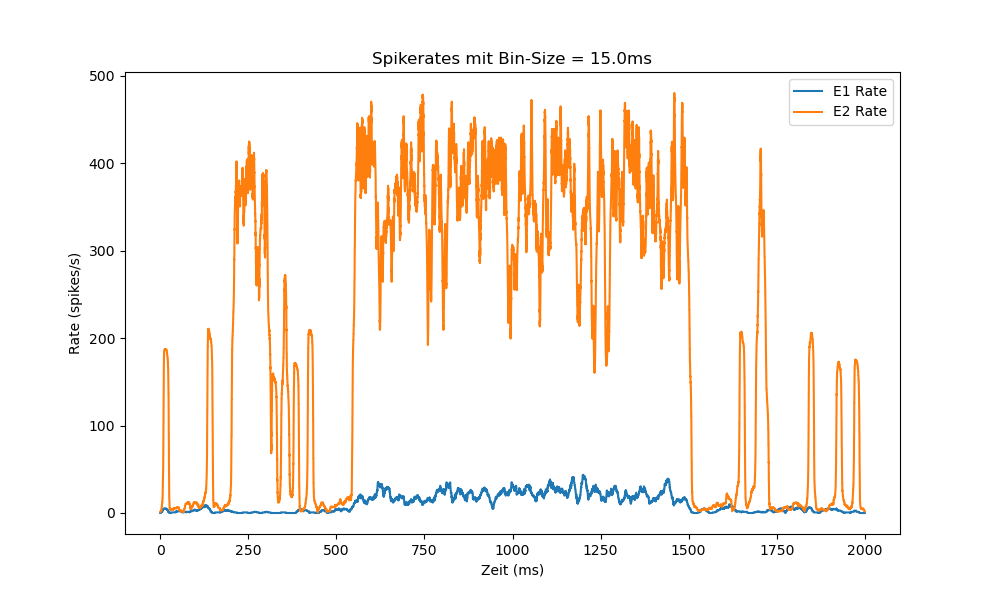 Spikerates mit Bin-Size = 15.0ms
E1 Rate
E2 Rate
Rate (spikes/s)
500
400
300
200
100
0
0 250 500 750 1000 1250 1500 1750 2000
Zeit (ms)